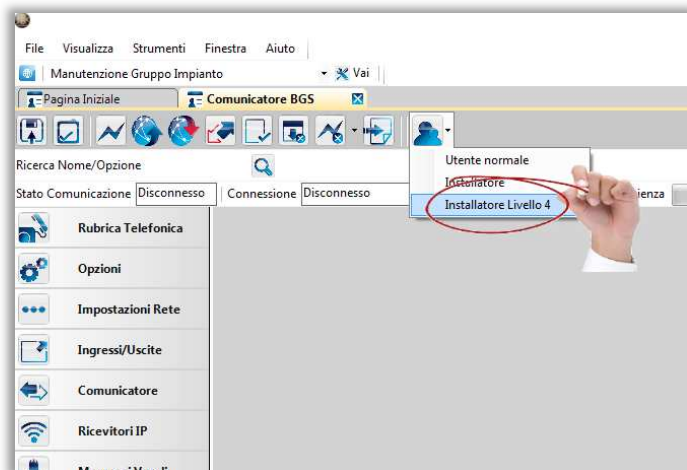 File Visualizza Strumenti Finestra Aiuto
Manutenzione Gruppo Impianto Vai
Pagina Iniziale Comunicatore BGS
Ricerca Nome/Opzione
Utente normale
Installatore
Installatore Livello 4
Stato Comunicazione Disconnesso Connessione Disconnesso
Rubrica Telefonica
Opzioni
Impostazioni Rete
Ingressi/Uscite
Comunicatore
Ricevitori IP